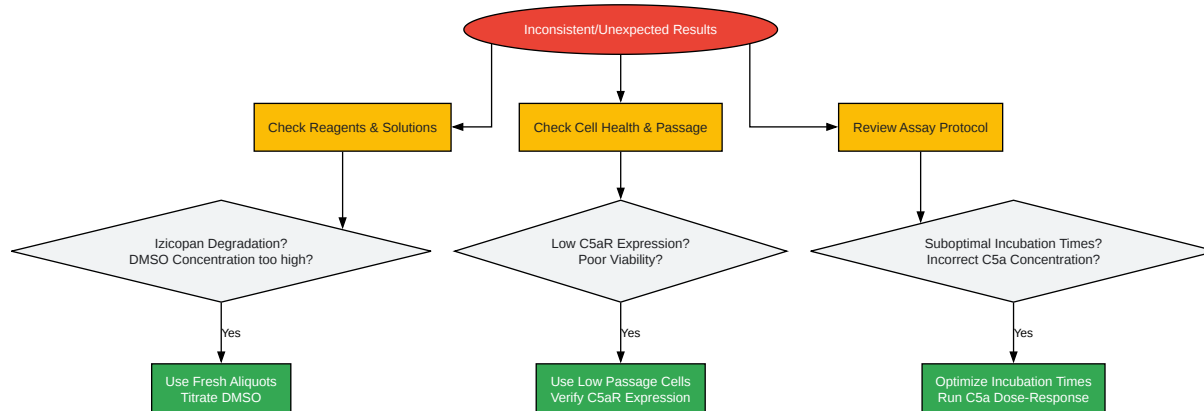 Inconsistent/Unexpected Results
Check Reagents & Solutions
Check Cell Health & Passage
Review Assay Protocol
Izicopan Degradation?
DMSO Concentration too high?
Low C5aR Expression?
Poor Viability?
Suboptimal Incubation Times?
Incorrect C5a Concentration?
Yes
Yes
Yes
Use Fresh Aliquots
Titrate DMSO
Use Low Passage Cells
Verify C5aR Expression
Optimize Incubation Times
Run C5a Dose-Response